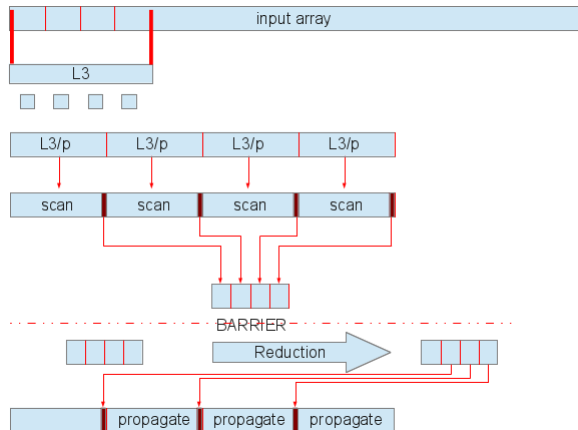 input array
L3
L3/p L3/p L3/p L3/p
scan scan scan scan
BARRIER
Reduction
propagate propagate propagate